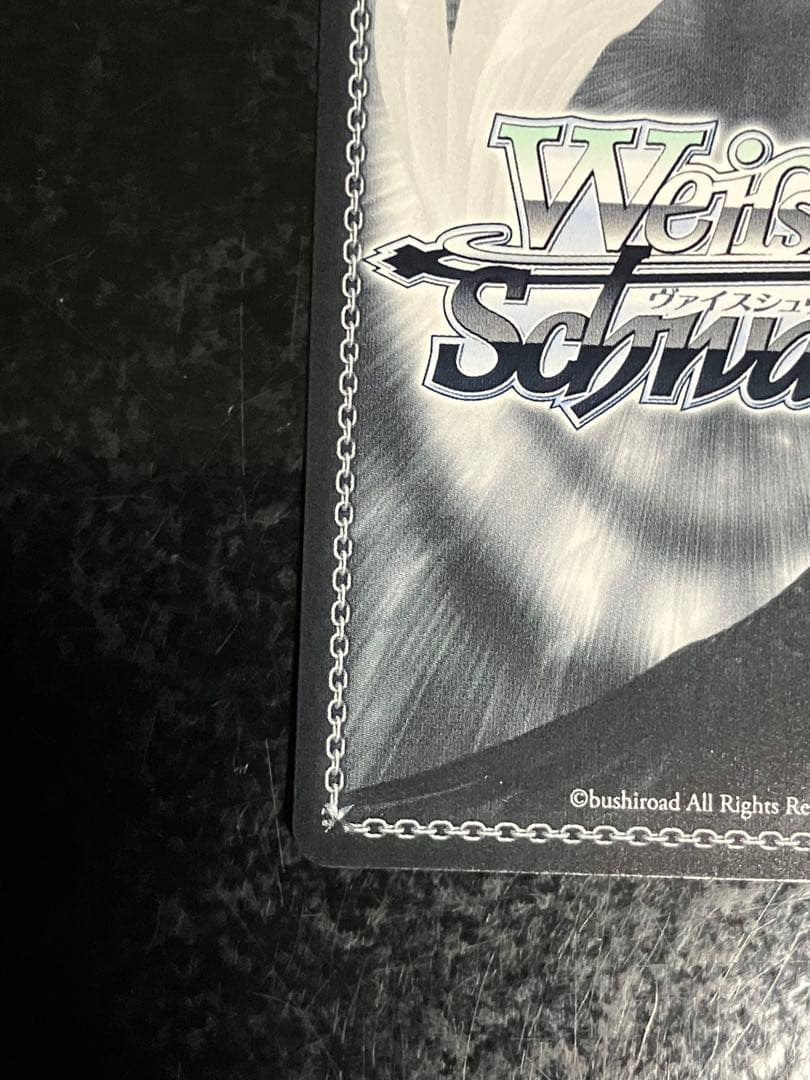 Weiß
ヴァイスシュ
Schwa
©bushiroad All Rights Re